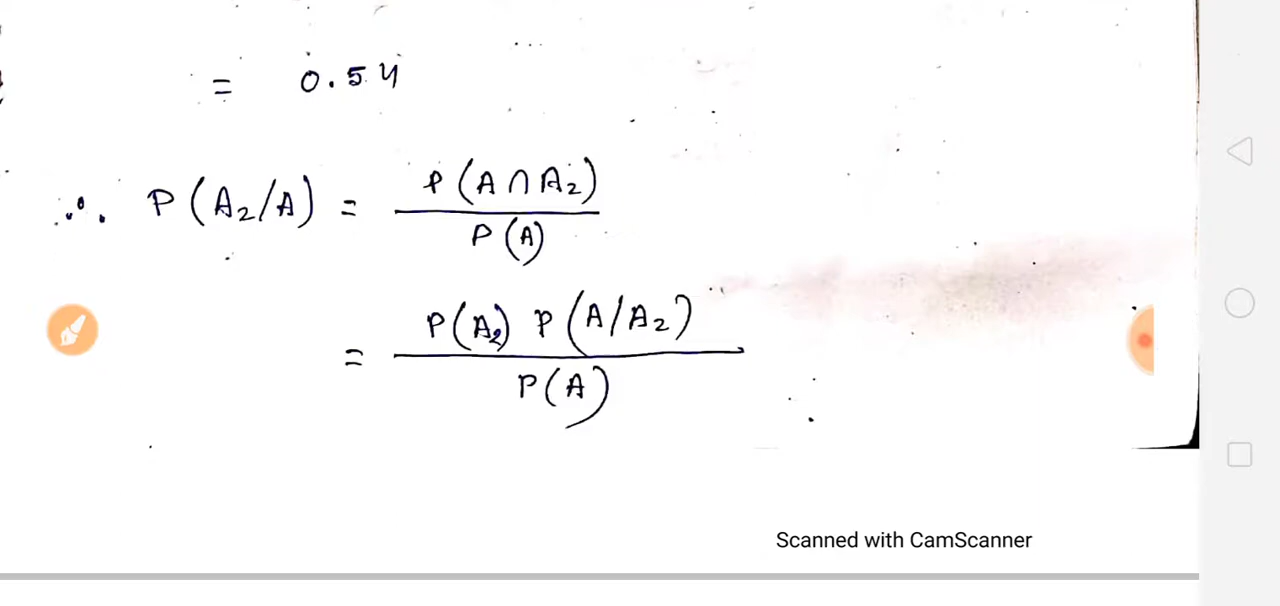 = 0.54
∴ P(A₂/A) = P(A∩A₂)
P(A)
= P(A₂) P(A/A₂)
P(A)
Scanned with CamScanner